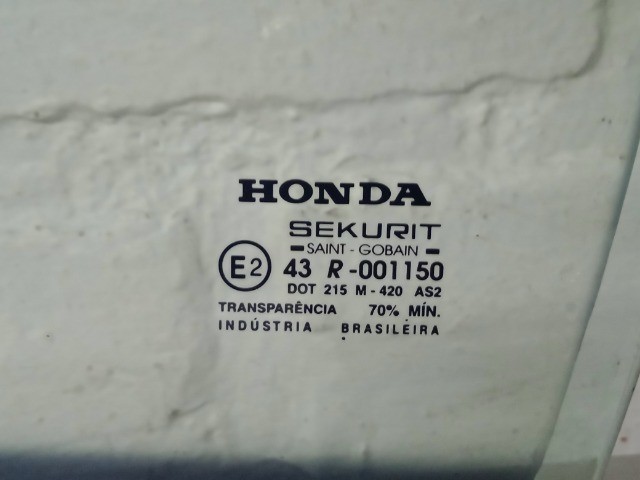 HONDA
SEKURIT
SAINT - GOBAIN
E2 43 R-001150
DOT 215 M-420 AS2
TRANSPARÊNCIA 70% MÍN.
INDÚSTRIA BRASILEIRA